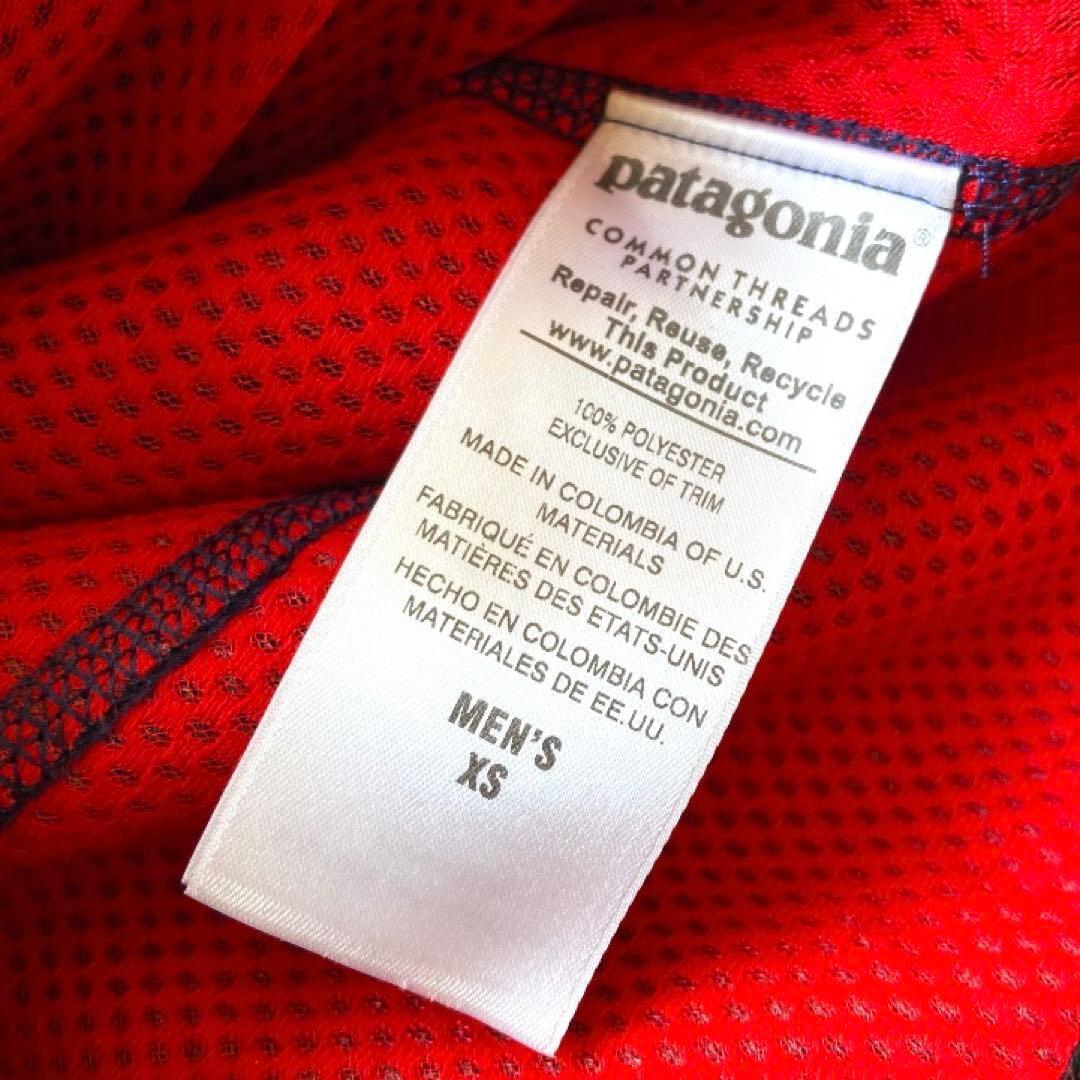 patagonia®
COMMON THREADS
PARTNERSHIP
Repair, Reuse, Recycle
This Product
www.patagonia.com
100% POLYESTER
EXCLUSIVE OF TRIM
MADE IN COLOMBIA OF U.S.
MATERIALS
FABRIQUÉ EN COLOMBIE DES
MATIÈRES DES ETATS-UNIS
HECHO EN COLOMBIA CON
MATERIALES DE EE.UU.
MEN'S
XS